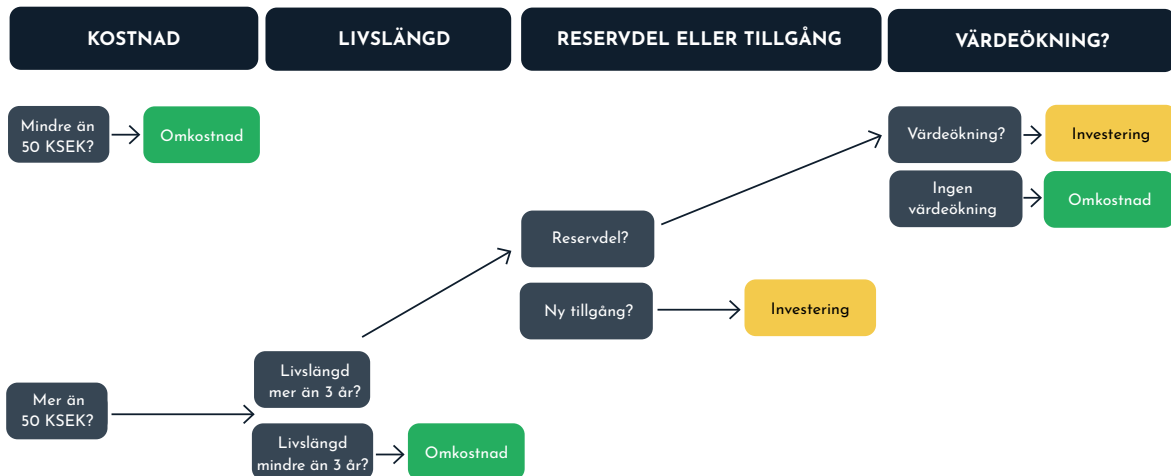 KOSTNAD
LIVSLÄNGD
RESERVDEL ELLER TILLGÅNG
VÄRDEÖKNING?
Mindre än
50 KSEK?
Omkostnad
Värdeökning?
Investering
Ingen
värdeökning
Omkostnad
Reservdel?
Ny tillgång?
Investering
Livslängd
mer än 3 år?
Mer än
50 KSEK?
Livslängd
mindre än 3 år?
Omkostnad